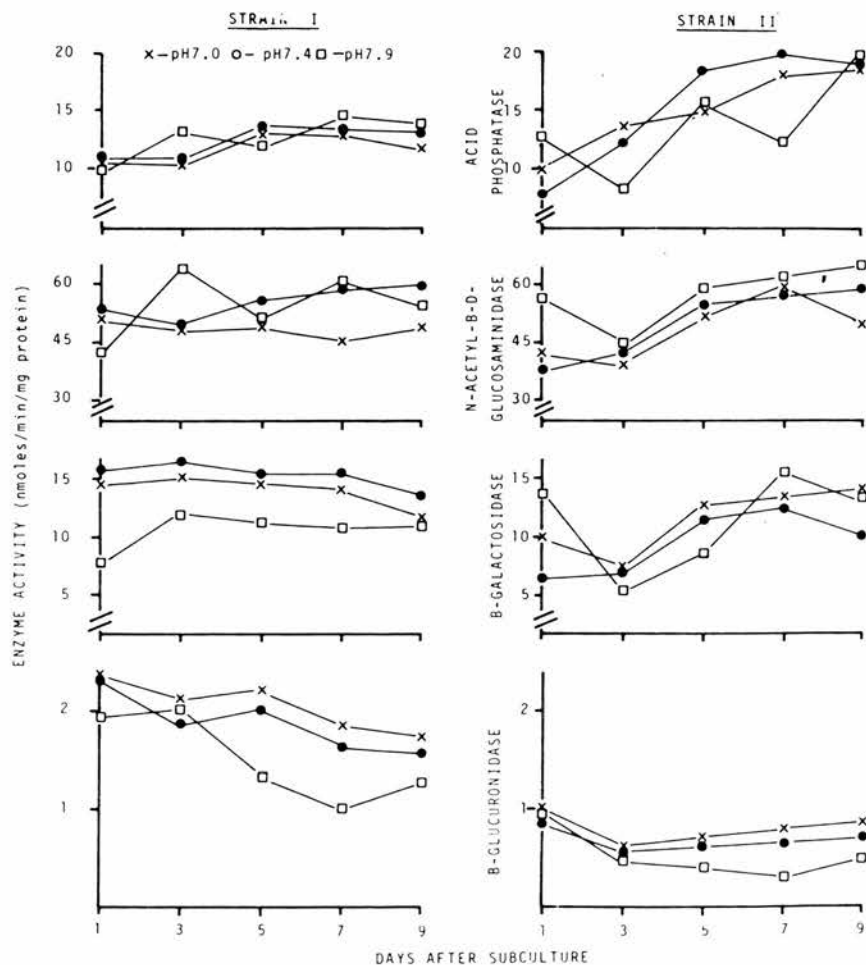 STRAIN I
STRAIN II
×–pH7.0 ○– pH7.4 □–pH7.9
20
15
10
60
45
30
15
10
5
2
1
1 3 5 7 9
20
15
10
60
45
30
15
10
5
2
1
1 3 5 7 9
ACID
PHOSPHATASE
N-ACETYL-B-D-
GLUCOSAMINIDASE
B-GALACTOSIDASE
B-GLUCURONIDASE
ENZYME ACTIVITY (nmoles/min/mg protein)
DAYS AFTER SUBCULTURE